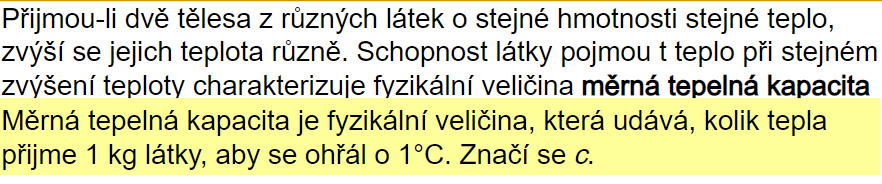 Přijmou-li dvě tělesa z různých látek o stejné hmotnosti stejné teplo,
zvýší se jejich teplota různě. Schopnost látky pojmou t teplo při stejném
zvýšení teploty charakterizuje fyzikální veličina měrná tepelná kapacita
Měrná tepelná kapacita je fyzikální veličina, která udává, kolik tepla
přijme 1 kg látky, aby se ohřál o 1°C. Značí se c.